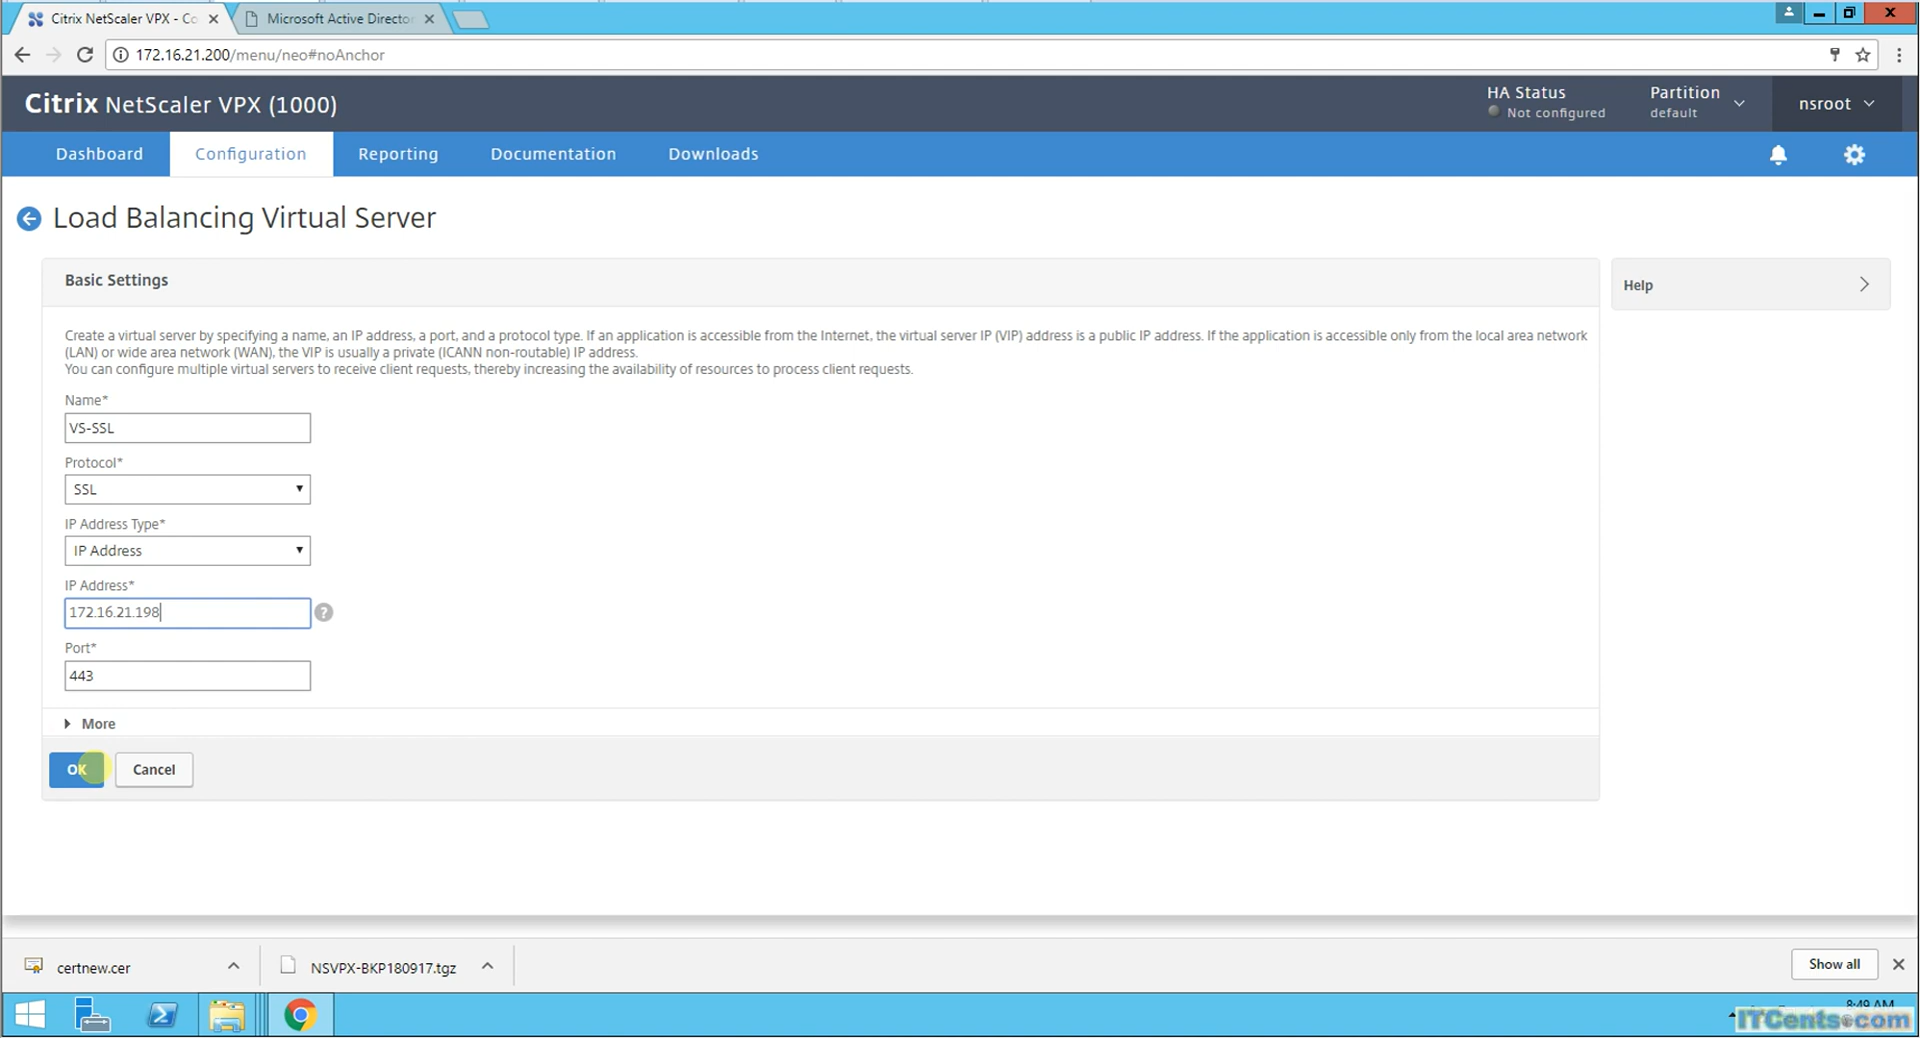 Citrix NetScaler VPX - Co
Microsoft Active Director
172.16.21.200/menu/neo#noAnchor
Citrix NetScaler VPX (1000)
HA Status
Not configured
Partition
default
nsroot
Dashboard
Configuration
Reporting
Documentation
Downloads
Load Balancing Virtual Server
Basic Settings
Help
Create a virtual server by specifying a name, an IP address, a port, and a protocol type. If an application is accessible from the Internet, the virtual server IP (VIP) address is a public IP address. If the application is accessible only from the local area network
(LAN) or wide area network (WAN), the VIP is usually a private (ICANN non-routable) IP address.
You can configure multiple virtual servers to receive client requests, thereby increasing the availability of resources to process client requests.
Name*
VS-SSL
Protocol*
SSL
IP Address Type*
IP Address
IP Address*
172.16.21.198
?
Port*
443
More
OK
Cancel
certnew.cer
NSVPX-BKP180917.tgz
Show all
8:49 AM
ITCents.com